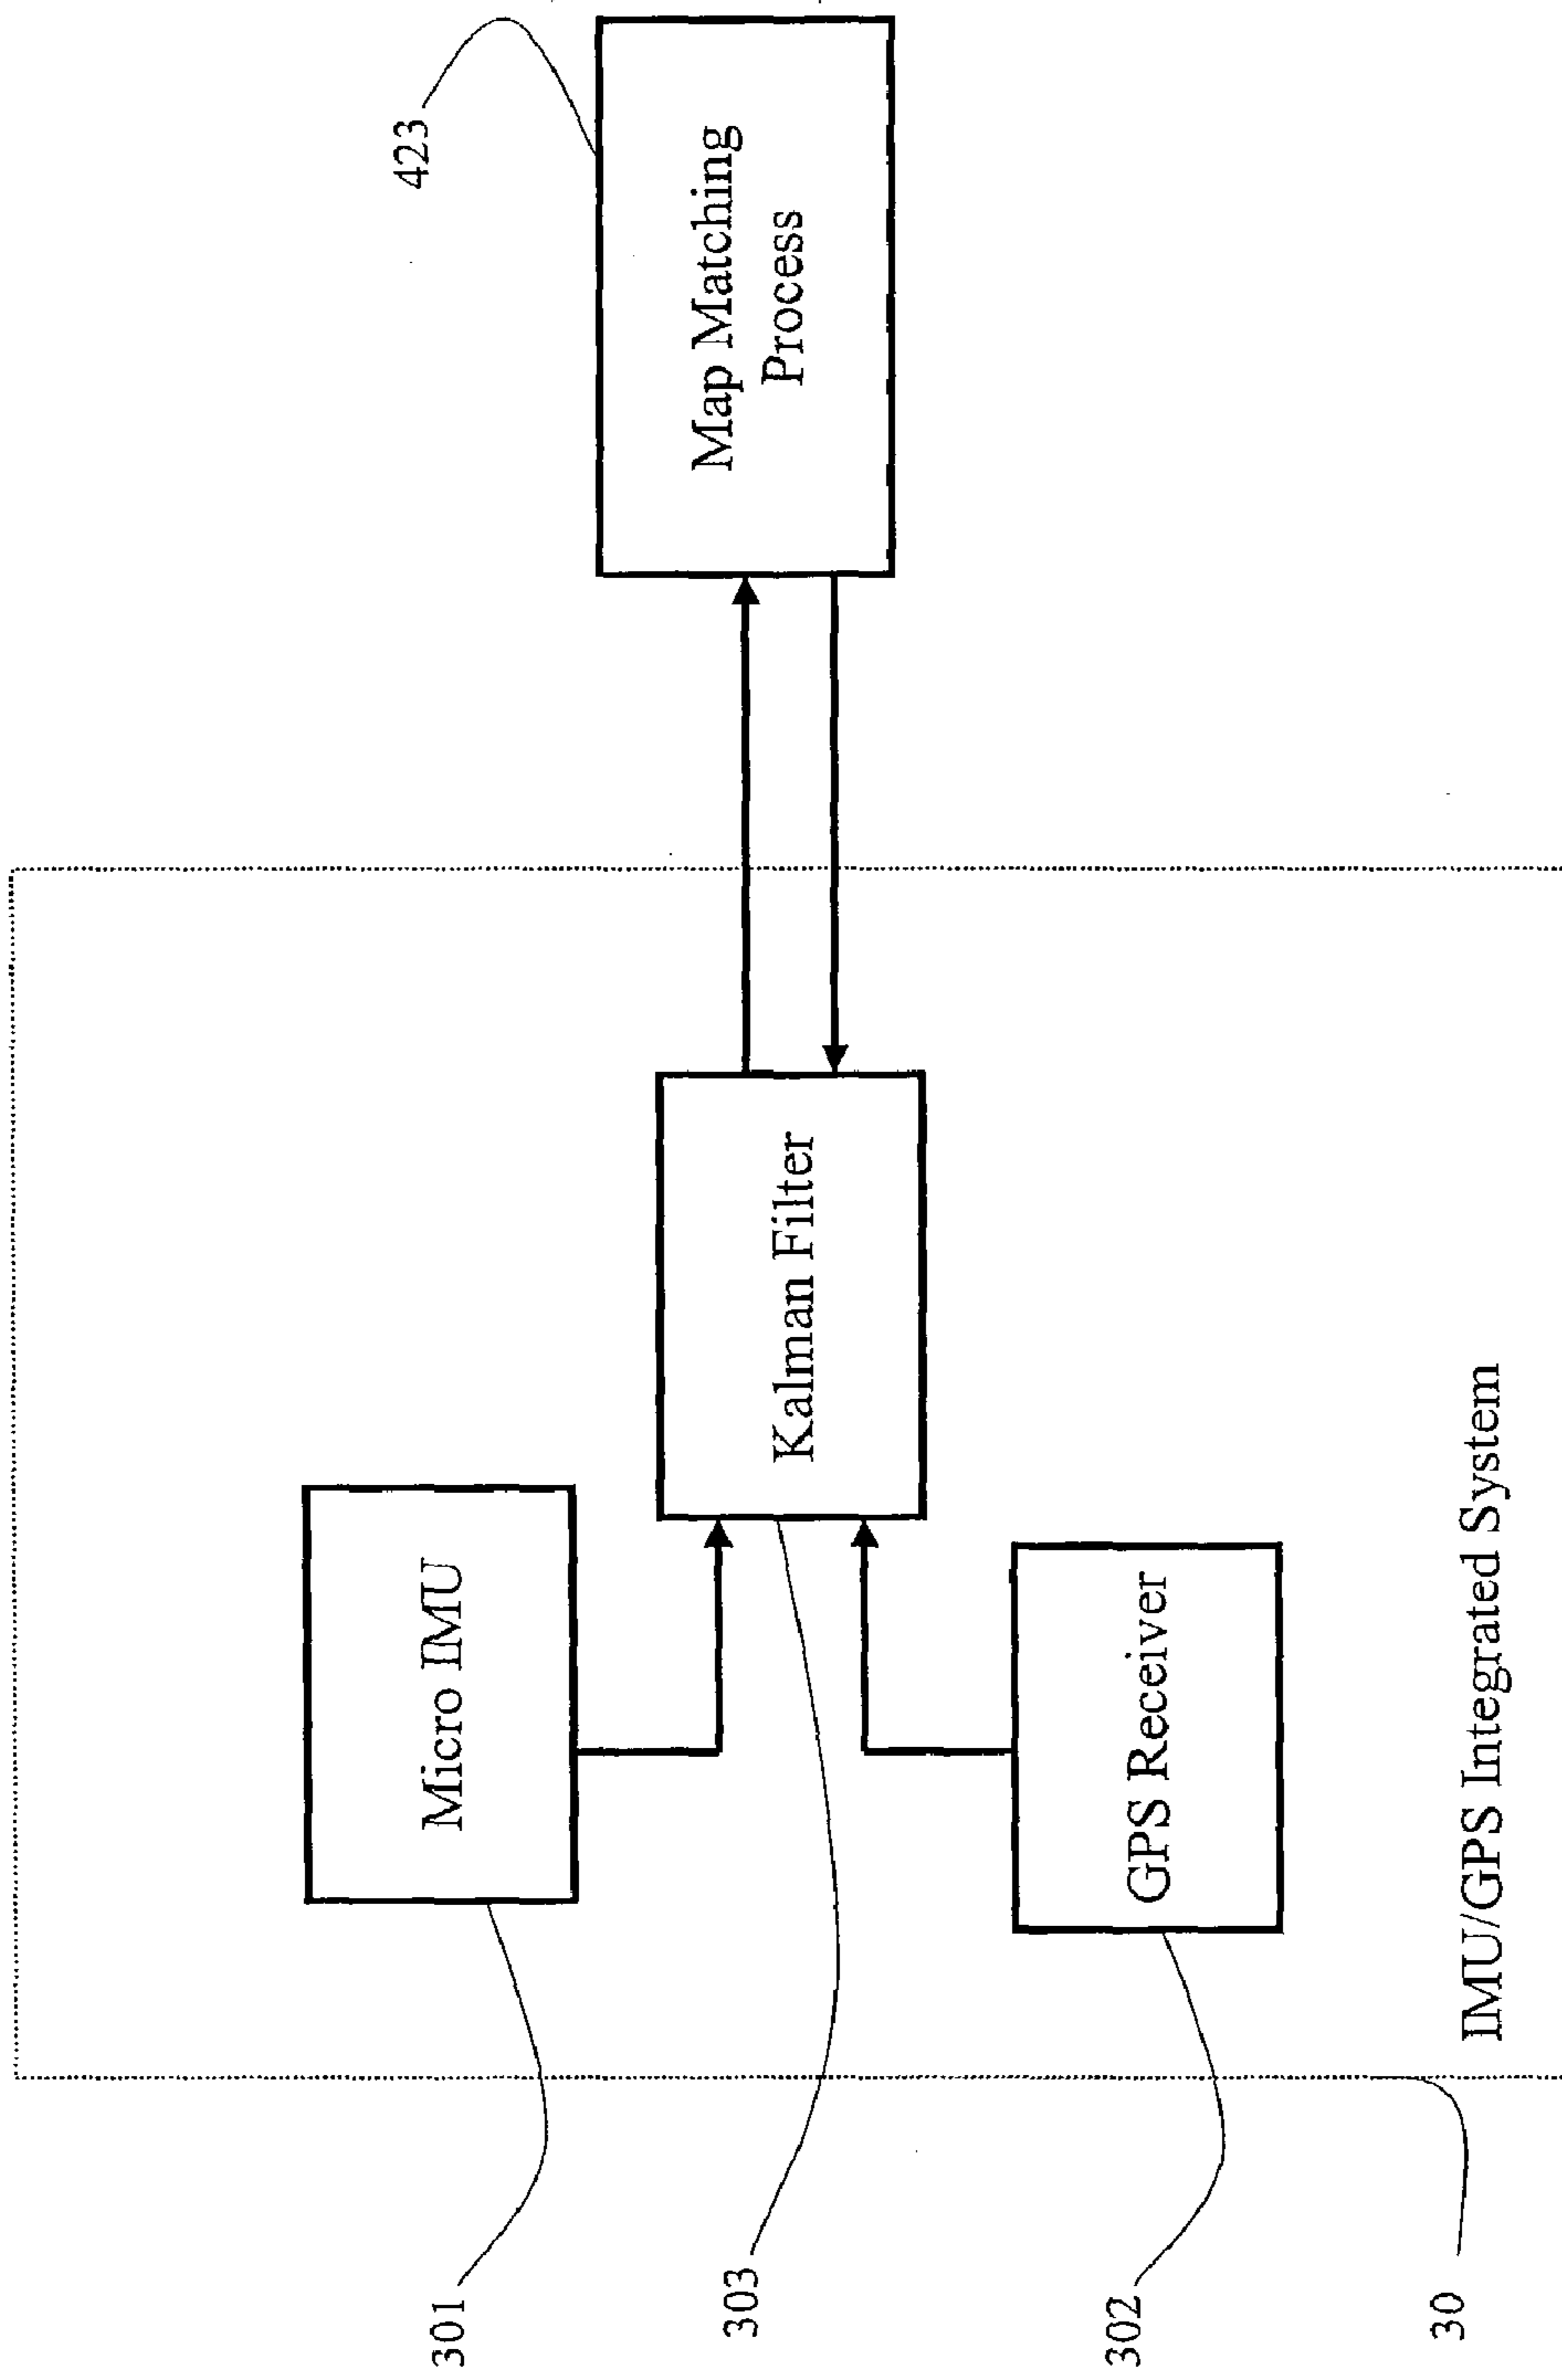 301
Micro IMU
303
Kalman Filter
302
GPS Receiver
30
IMU/GPS Integrated System
423
Map Matching
Process